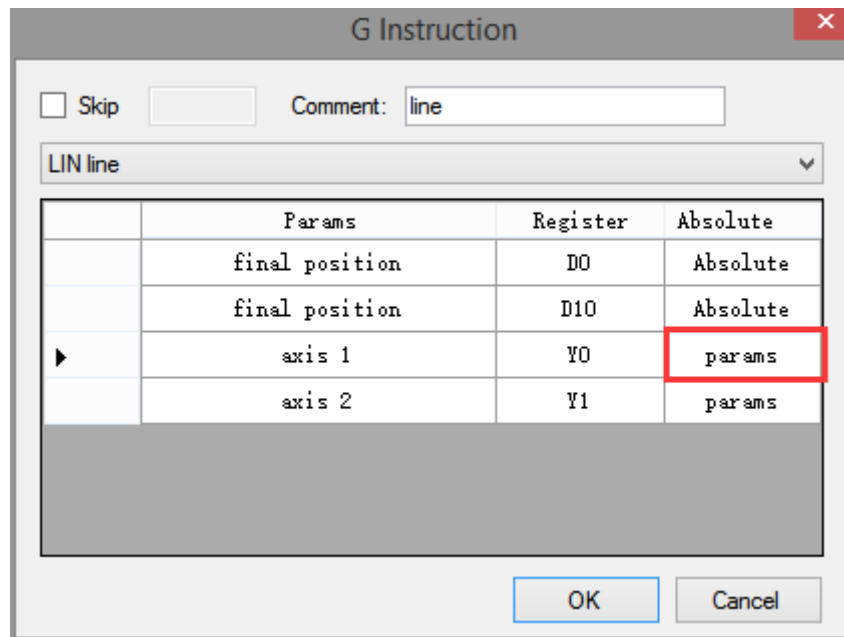 G Instruction
Skip Comment: line
LIN line
Params Register Absolute
final position D0 Absolute
final position D10 Absolute
axis 1 Y0 params
axis 2 Y1 params
OK Cancel